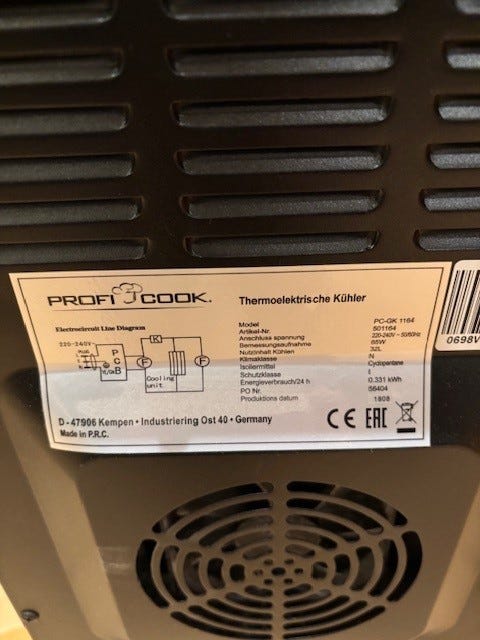 PROFI COOK.
Thermoelektrische Kühler
Electrocircuit Line Diagram
220-240V
P
C
B
K
F
F
Cooling
unit
Model PC-GK 1164
Artikel-Nr. 501164
Anschluss spannung 220-240V~50/60Hz
Bemessungsaufnahme 65W
Nutzinhalt Kühlen 32L
Klimaklasse N
Isoliermittel Cyclopentane
Schutzklasse I
Energieverbrauch/24 h 0.331 kWh
PO Nr. 56404
Produktions datum 1808
D - 47906 Kempen • Industriering Ost 40 • Germany
Made in P.R.C.
CE EAC
0698V